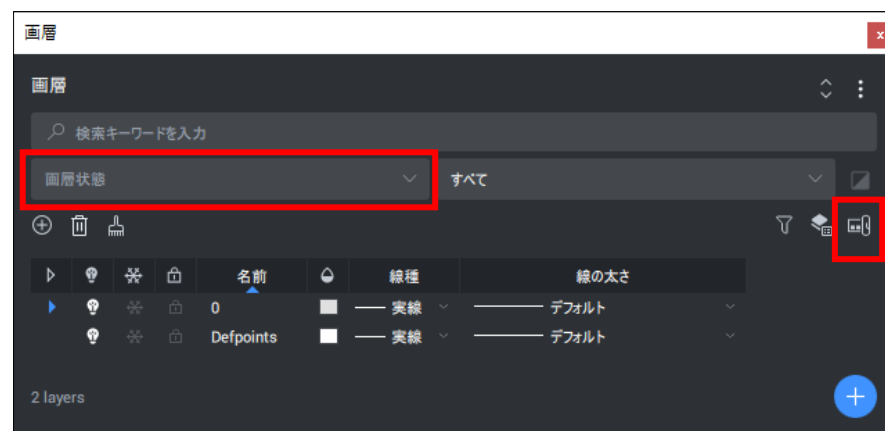 画層
x
画層
検索キーワードを入力
画層状態 すべて
名前 線種 線の太さ
0 実線 デフォルト
Defpoints 実線 デフォルト
2 layers